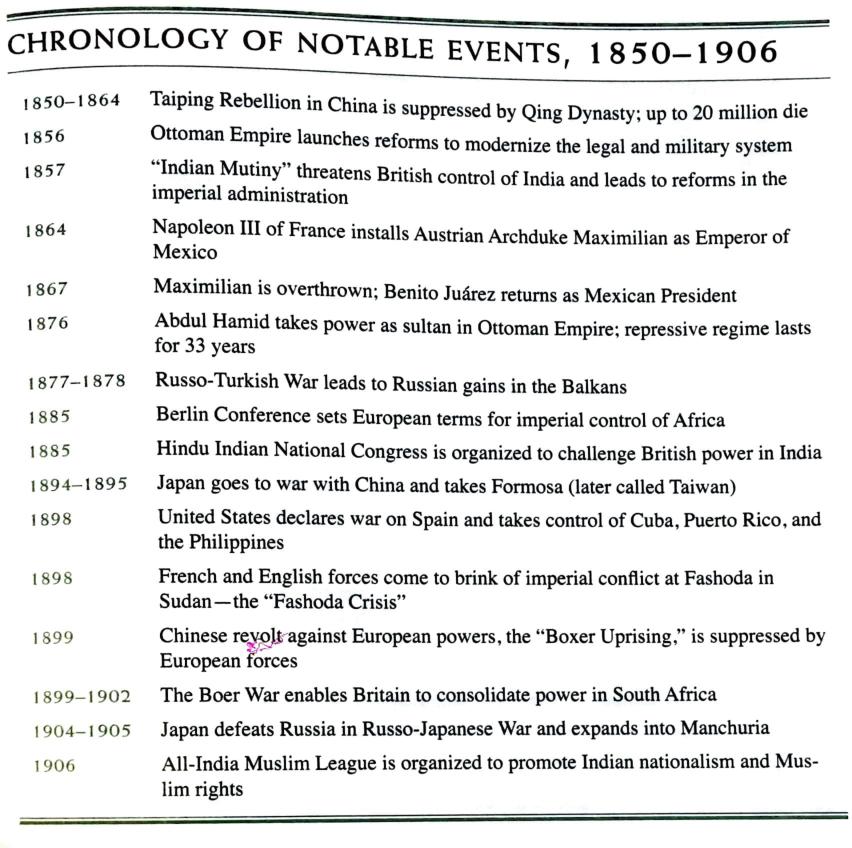 CHRONOLOGY OF NOTABLE EVENTS, 1850–1906
1850–1864 Taiping Rebellion in China is suppressed by Qing Dynasty; up to 20 million die
1856 Ottoman Empire launches reforms to modernize the legal and military system
1857 “Indian Mutiny” threatens British control of India and leads to reforms in the
imperial administration
1864 Napoleon III of France installs Austrian Archduke Maximilian as Emperor of
Mexico
1867 Maximilian is overthrown; Benito Juárez returns as Mexican President
1876 Abdul Hamid takes power as sultan in Ottoman Empire; repressive regime lasts
for 33 years
1877–1878 Russo-Turkish War leads to Russian gains in the Balkans
1885 Berlin Conference sets European terms for imperial control of Africa
1885 Hindu Indian National Congress is organized to challenge British power in India
1894–1895 Japan goes to war with China and takes Formosa (later called Taiwan)
1898 United States declares war on Spain and takes control of Cuba, Puerto Rico, and
the Philippines
1898 French and English forces come to brink of imperial conflict at Fashoda in
Sudan—the “Fashoda Crisis”
1899 Chinese revolt against European powers, the “Boxer Uprising,” is suppressed by
European forces
1899–1902 The Boer War enables Britain to consolidate power in South Africa
1904–1905 Japan defeats Russia in Russo-Japanese War and expands into Manchuria
1906 All-India Muslim League is organized to promote Indian nationalism and Mus-
lim rights